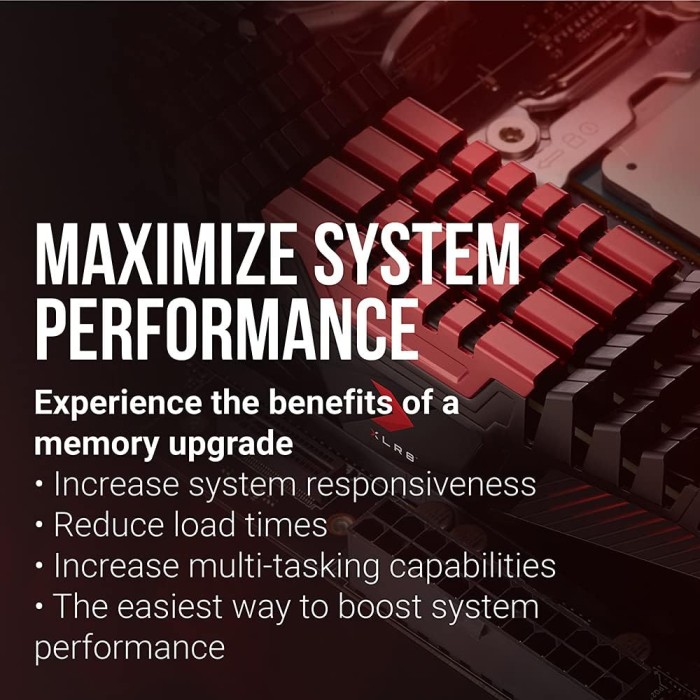 MAXIMIZE SYSTEM
PERFORMANCE
Experience the benefits of a
memory upgrade
• Increase system responsiveness
• Reduce load times
• Increase multi-tasking capabilities
• The easiest way to boost system
performance
XLR8